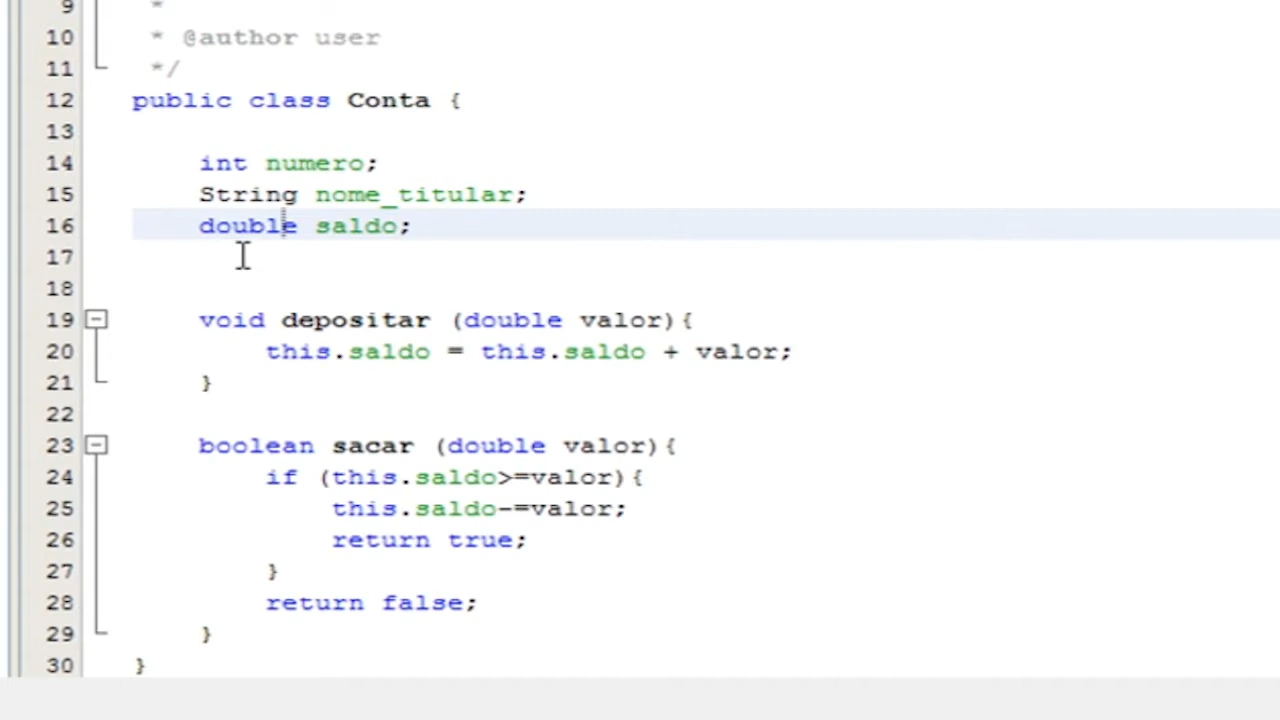 9 *
10 * @author user
11 */
12 public class Conta {
13
14 int numero;
15 String nome_titular;
16 double saldo;
17
18
19 void depositar (double valor){
20 this.saldo = this.saldo + valor;
21 }
22
23 boolean sacar (double valor){
24 if (this.saldo>=valor){
25 this.saldo-=valor;
26 return true;
27 }
28 return false;
29 }
30 }